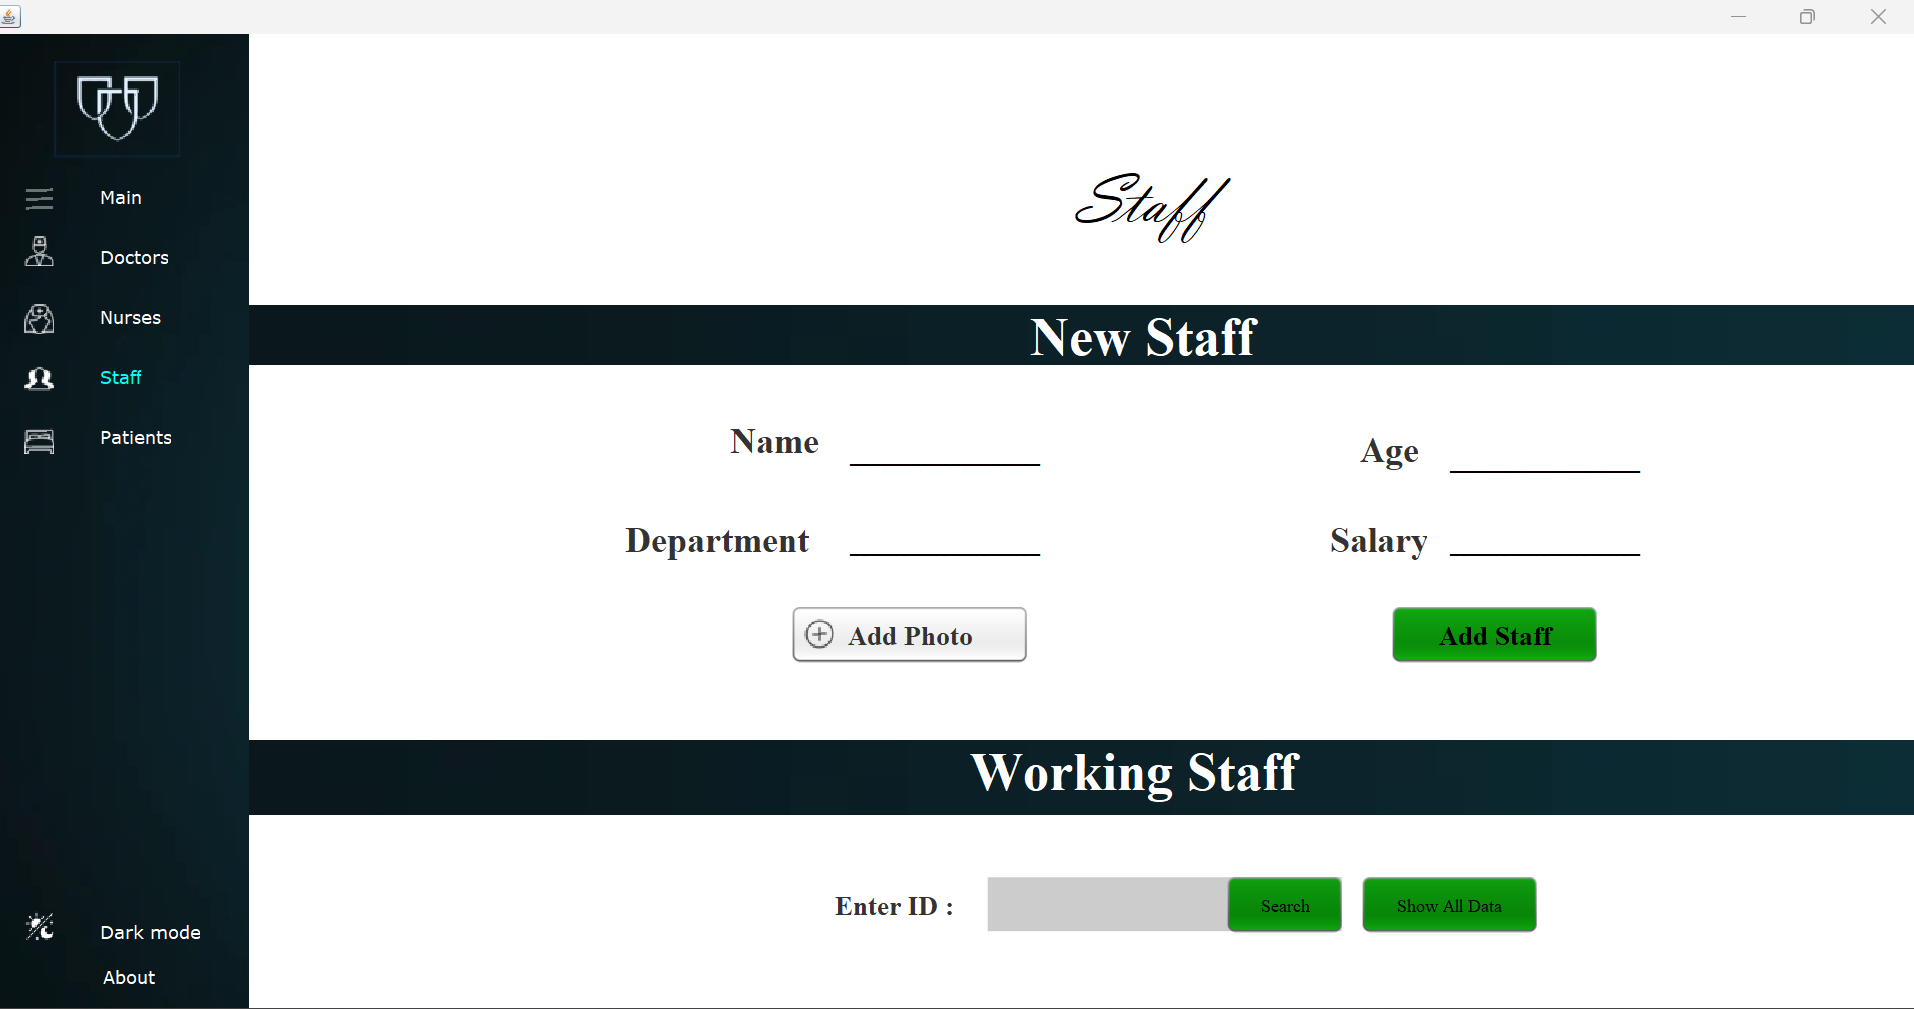 Main
Doctors
Nurses
Staff
Patients
Dark mode
About
Staff
New Staff
Name
Age
Department
Salary
Add Photo
Add Staff
Working Staff
Enter ID :
Search
Show All Data